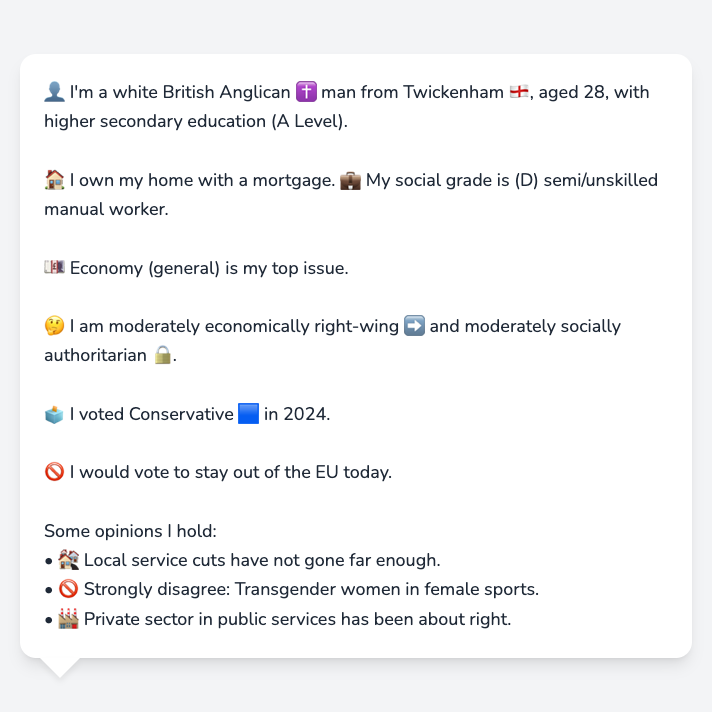 👤 I'm a white British Anglican ✝️ man from Twickenham 🏴󠁧󠁢󠁥󠁮󠁧󠁿, aged 28, with
higher secondary education (A Level).
🏠 I own my home with a mortgage. 💼 My social grade is (D) semi/unskilled
manual worker.
💷 Economy (general) is my top issue.
🤔 I am moderately economically right-wing ➡️ and moderately socially
authoritarian 🔒.
🗳️ I voted Conservative 🟦 in 2024.
🚫 I would vote to stay out of the EU today.
Some opinions I hold:
• 🏚️ Local service cuts have not gone far enough.
• 🚫 Strongly disagree: Transgender women in female sports.
• 🏭 Private sector in public services has been about right.